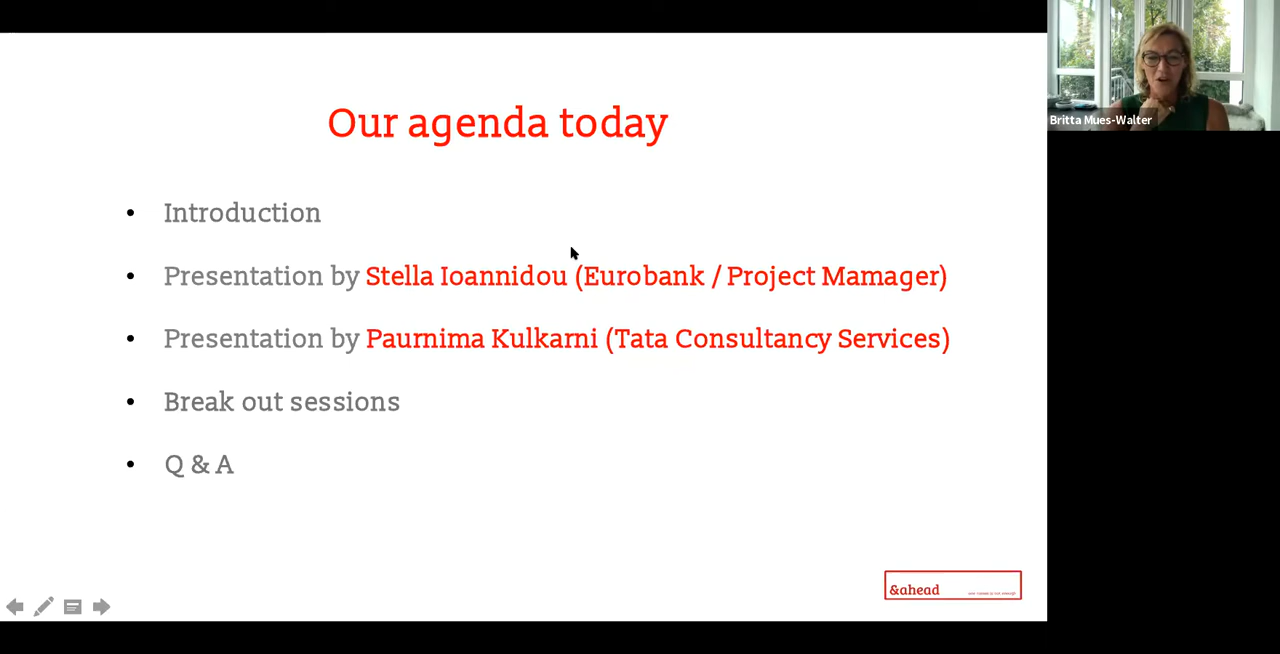 Our agenda today
• Introduction
• Presentation by Stella Ioannidou (Eurobank / Project Mamager)
• Presentation by Paurnima Kulkarni (Tata Consultancy Services)
• Break out sessions
• Q & A
&ahead
Britta Mues-Walter